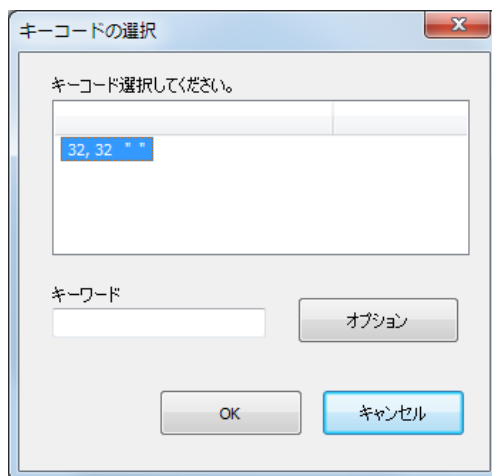 キーコードの選択
キーコード選択してください。
32, 32 " "
キーワード
オプション
OK
キャンセル